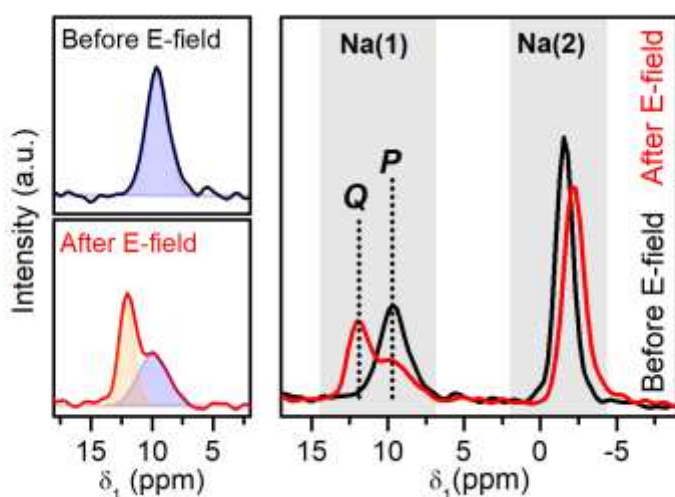 Before E-field
After E-field
Intensity (a.u.)
15 10 5
δ1 (ppm)
Na(1) Na(2)
Q P
After E-field
Before E-field
15 10 5 0 -5
δ1(ppm)